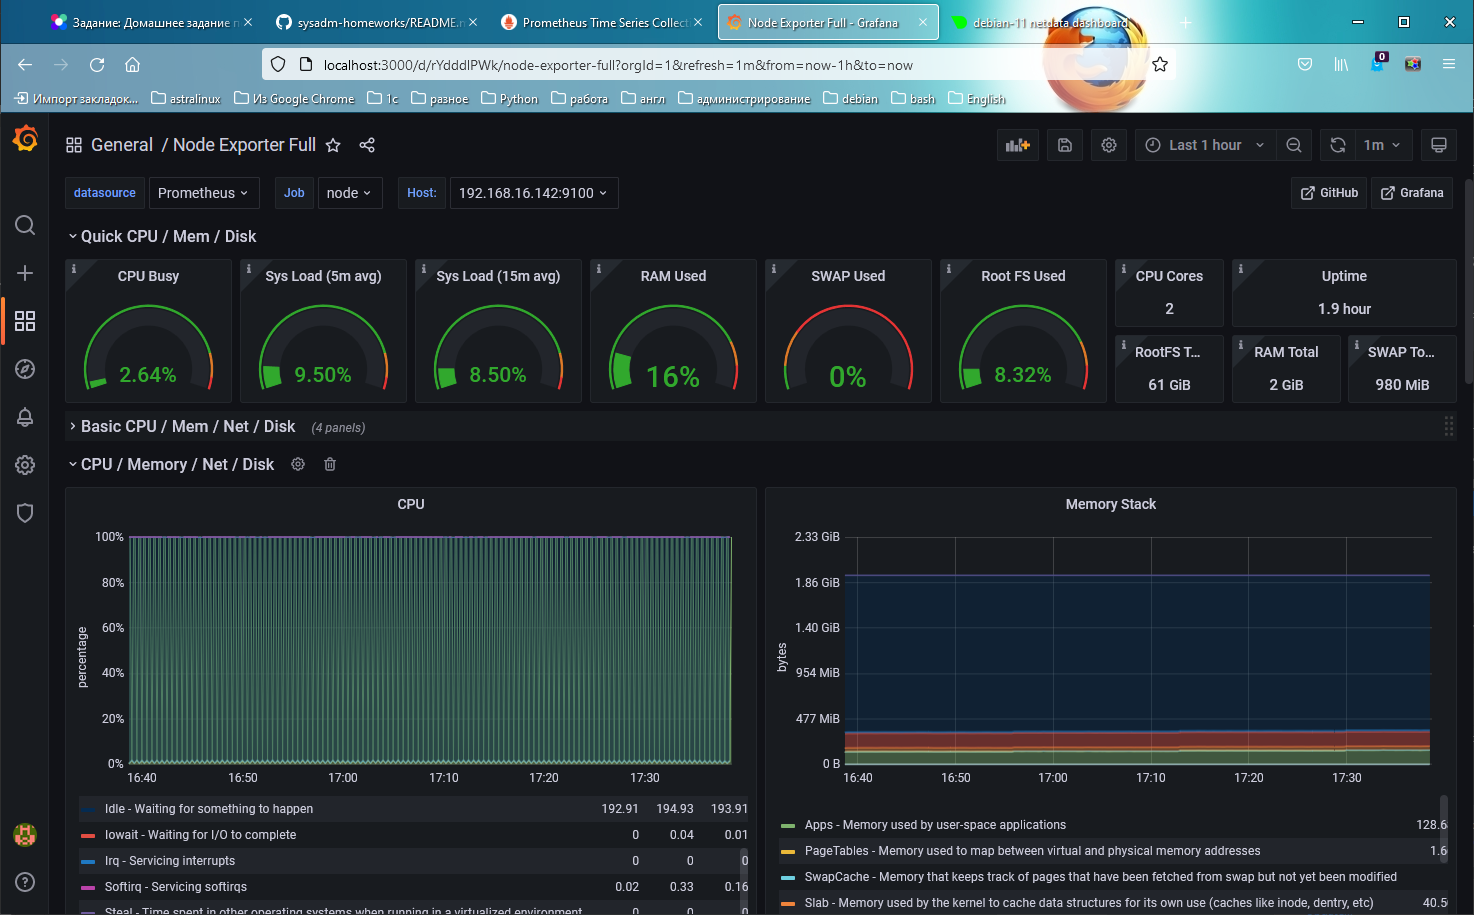 Задание: Домашнее задание п
sysadm-homeworks/README.m
Prometheus Time Series Collecti
Node Exporter Full - Grafana
debian-11 netdata dashboard
localhost:3000/d/rYdddlPWk/node-exporter-full?orgId=1&refresh=1m&from=now-1h&to=now
0
Импорт закладок...
astralinux
Из Google Chrome
1c
разное
Python
работа
англ
администрирование
debian
bash
English
General / Node Exporter Full
Last 1 hour
1m
datasource Prometheus
Job node
Host: 192.168.16.142:9100
GitHub
Grafana
Quick CPU / Mem / Disk
CPU Busy
2.64%
Sys Load (5m avg)
9.50%
Sys Load (15m avg)
8.50%
RAM Used
16%
SWAP Used
0%
Root FS Used
8.32%
CPU Cores
2
Uptime
1.9 hour
RootFS T...
61 GiB
RAM Total
2 GiB
SWAP To...
980 MiB
Basic CPU / Mem / Net / Disk (4 panels)
CPU / Memory / Net / Disk
CPU
percentage
100%
80%
60%
40%
20%
0%
16:40 16:50 17:00 17:10 17:20 17:30
Idle - Waiting for something to happen 192.91 194.93 193.91
Iowait - Waiting for I/O to complete 0 0.04 0.01
Irq - Servicing interrupts 0 0 0
Softirq - Servicing softirqs 0.02 0.33 0.16
Steal - Time spent in other operating systems when running in a virtualized environment 0 0 0
Memory Stack
bytes
2.33 GiB
1.86 GiB
1.40 GiB
954 MiB
477 MiB
0 B
16:40 16:50 17:00 17:10 17:20 17:30
Apps - Memory used by user-space applications 128.6
PageTables - Memory used to map between virtual and physical memory addresses 1.6
SwapCache - Memory that keeps track of pages that have been fetched from swap but not yet been modified
Slab - Memory used by the kernel to cache data structures for its own use (caches like inode, dentry, etc) 40.5